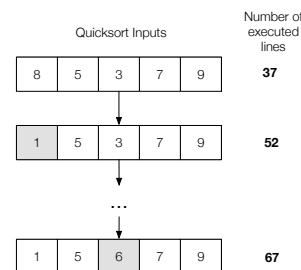 Quicksort Inputs
Number of
executed
lines
8 5 3 7 9 37
1 5 3 7 9 52
...
1 5 6 7 9 67